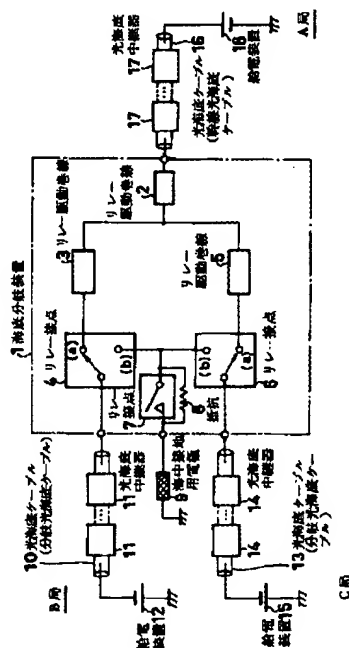 A局
光海底
中継器
16
18
給電装置
17
17
光海底ケーブル
(幹線光海底
ケーブル)
1海底分岐装置
リレー
駆動巻線
2
3 リレー駆動巻線
リレー
駆動巻線
5
4 リレー接点
(a)
(b)
リレー
接点
7
8
抵抗
9海中接地
用電極
(b)
(a)
6
リレー接点
10光海底ケーブル
(分岐光海底ケーブル)
光海底
中継器
11
11
B局
給電
装置12
光海底
中継器
14
14
13光海底ケーブル
(分岐光海底ケー
ブル)
給電
装置15
C局